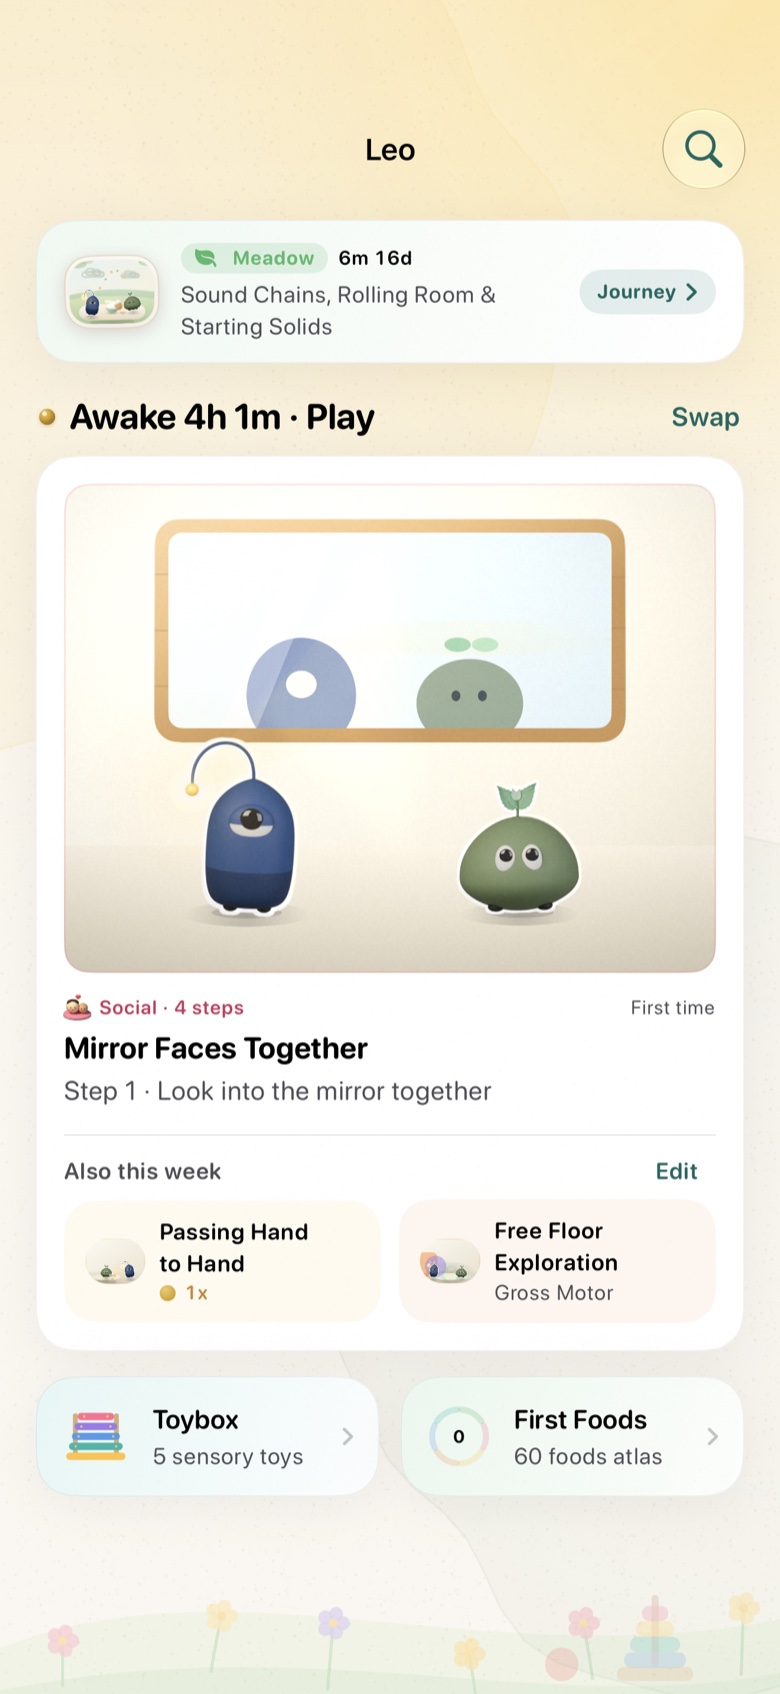 Leo
Meadow 6m 16d
Sound Chains, Rolling Room &
Starting Solids
Journey
Awake 4h 1m · Play
Swap
Social · 4 steps
First time
Mirror Faces Together
Step 1 · Look into the mirror together
Also this week
Edit
Passing Hand
to Hand
1x
Free Floor
Exploration
Gross Motor
Toybox
5 sensory toys
0
First Foods
60 foods atlas